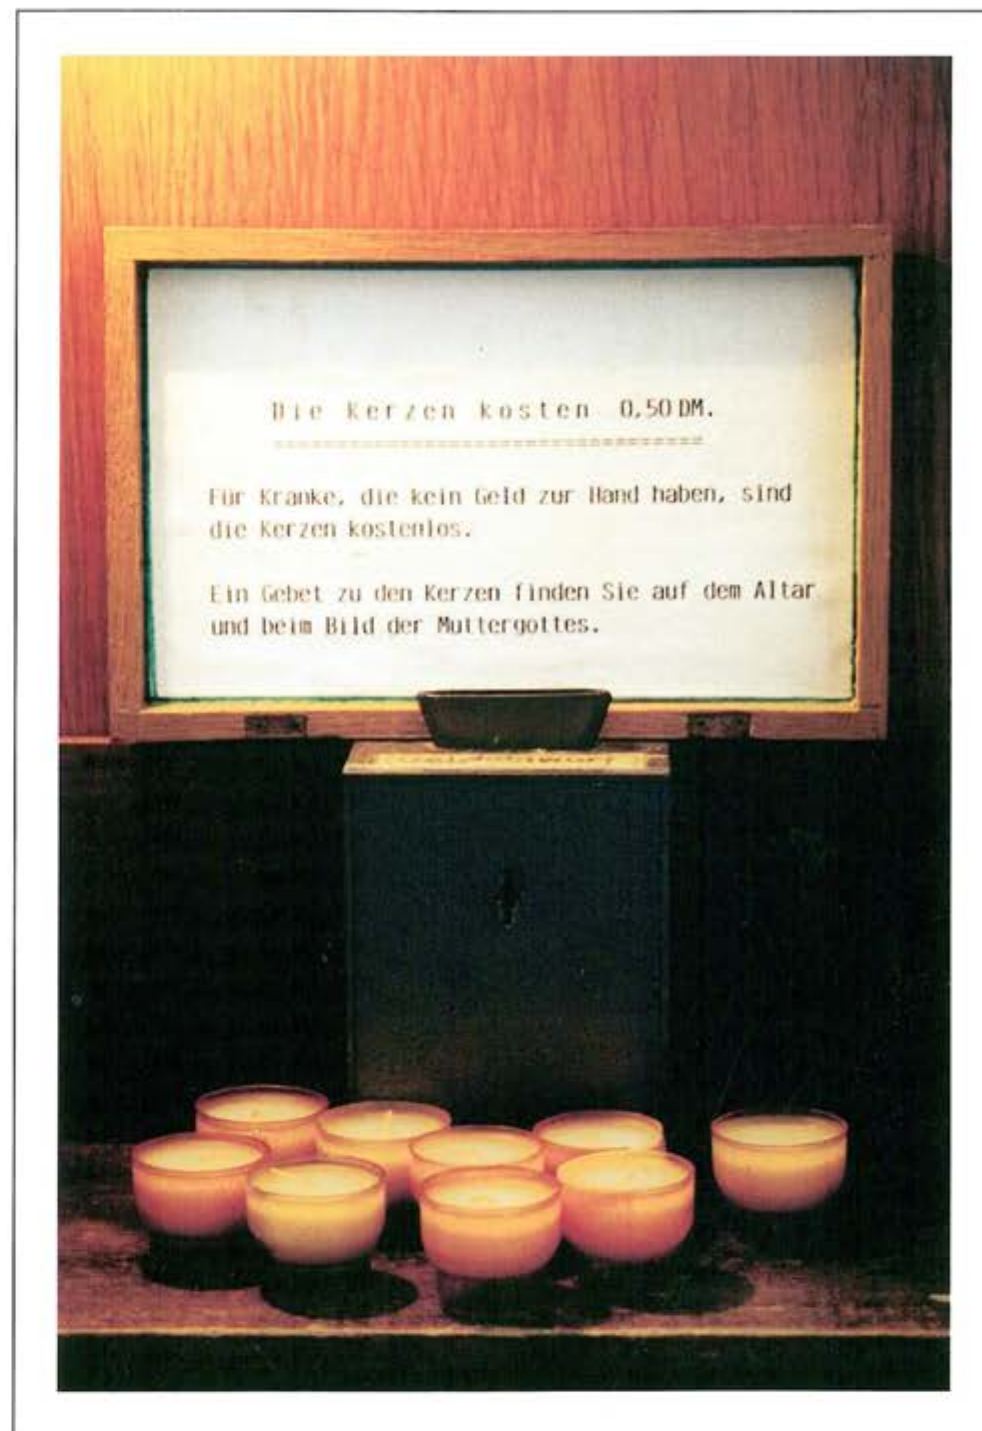 Die Kerzen kosten 0,50 DM.
==================================
Für Kranke, die kein Geld zur Hand haben, sind
die Kerzen kostenlos.
Ein Gebet zu den Kerzen finden Sie auf dem Altar
und beim Bild der Muttergottes.